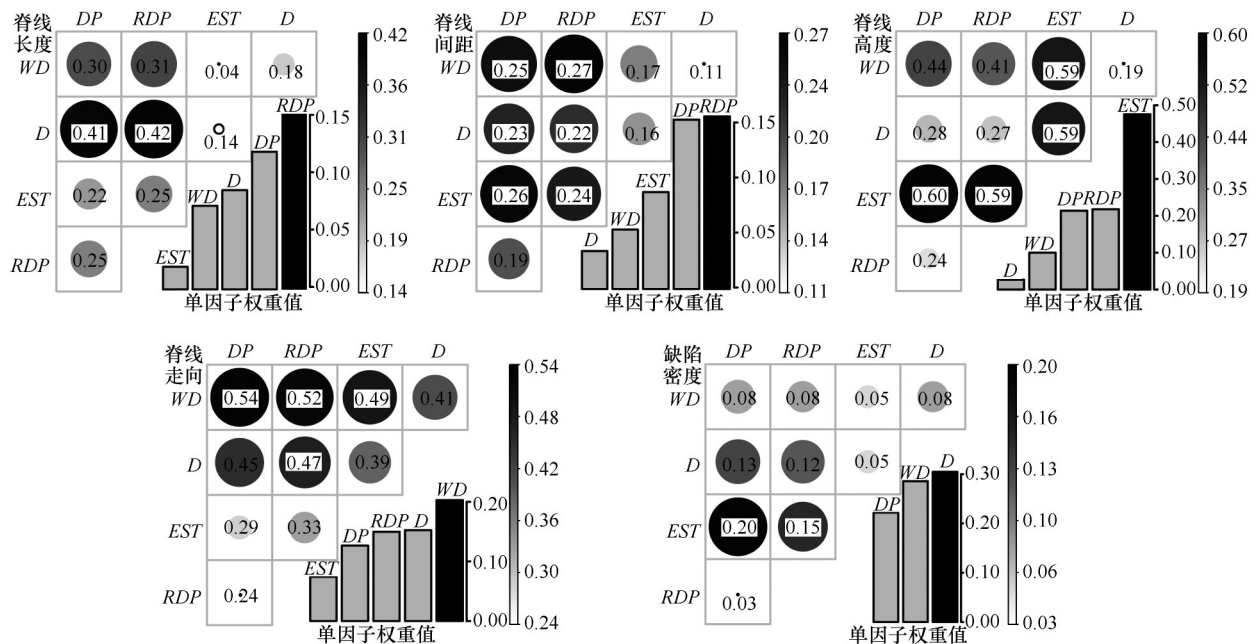 脊线
长度
DP RDP EST D
WD 0.30 0.31 0.04 0.18
D 0.41 0.42 0.14
EST 0.22 0.25
RDP 0.25
EST WD D DP RDP
0.15
0.10
0.05
0.00
单因子权重值
0.42
0.36
0.31
0.25
0.19
0.14
脊线
间距
DP RDP EST D
WD 0.25 0.27 0.17 0.11
D 0.23 0.22 0.16
EST 0.26 0.24
RDP 0.19
D WD EST DP RDP
0.15
0.10
0.05
0.00
单因子权重值
0.27
0.24
0.20
0.17
0.14
0.11
脊线
高度
DP RDP EST D
WD 0.44 0.41 0.59 0.19
D 0.28 0.27 0.59
EST 0.60 0.59
RDP 0.24
D WD DP RDP EST
0.50
0.40
0.30
0.20
0.10
0.00
单因子权重值
0.60
0.52
0.44
0.35
0.27
0.19
脊线
走向
DP RDP EST D
WD 0.54 0.52 0.49 0.41
D 0.45 0.47 0.39
EST 0.29 0.33
RDP 0.24
EST DP RDP D WD
0.20
0.10
0.00
单因子权重值
0.54
0.48
0.42
0.36
0.30
0.24
缺陷
密度
DP RDP EST D
WD 0.08 0.08 0.05 0.08
D 0.13 0.12 0.05
EST 0.20 0.15
RDP 0.03
DP WD D
0.30
0.20
0.10
0.00
单因子权重值
0.20
0.16
0.13
0.10
0.06
0.03